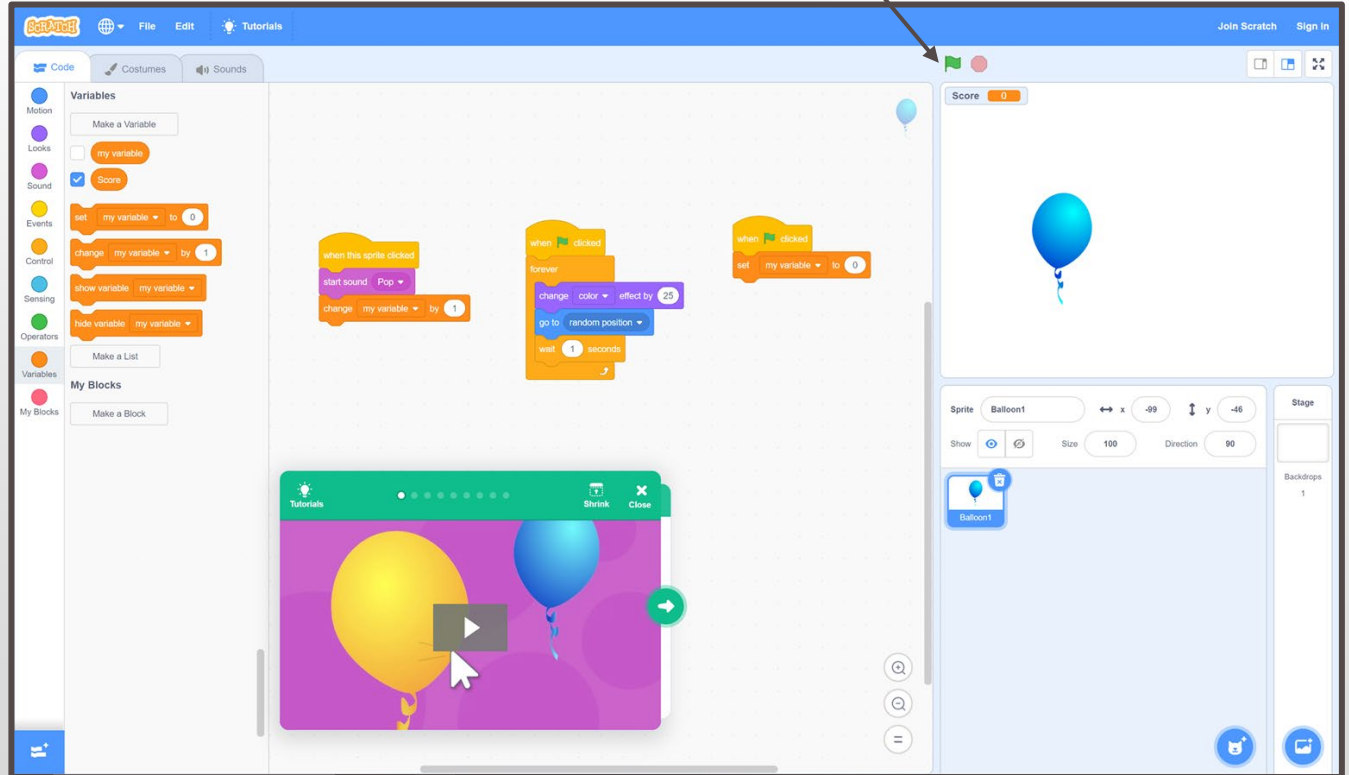 SCRATCH File Edit Tutorials Join Scratch Sign In
Code Costumes Sounds
Motion
Looks
Sound
Events
Control
Sensing
Operators
Variables
My Blocks
Variables
Make a Variable
my variable
Score
set my variable to 0
change my variable by 1
show variable my variable
hide variable my variable
Make a List
My Blocks
Make a Block
when this sprite clicked
start sound Pop
change my variable by 1
when clicked
forever
change color effect by 25
go to random position
wait 1 seconds
when clicked
set my variable to 0
Tutorials Shrink Close
Score 0
Sprite Balloon1 x -99 y -46
Show Size 100 Direction 90
Balloon1
Stage
Backdrops
1